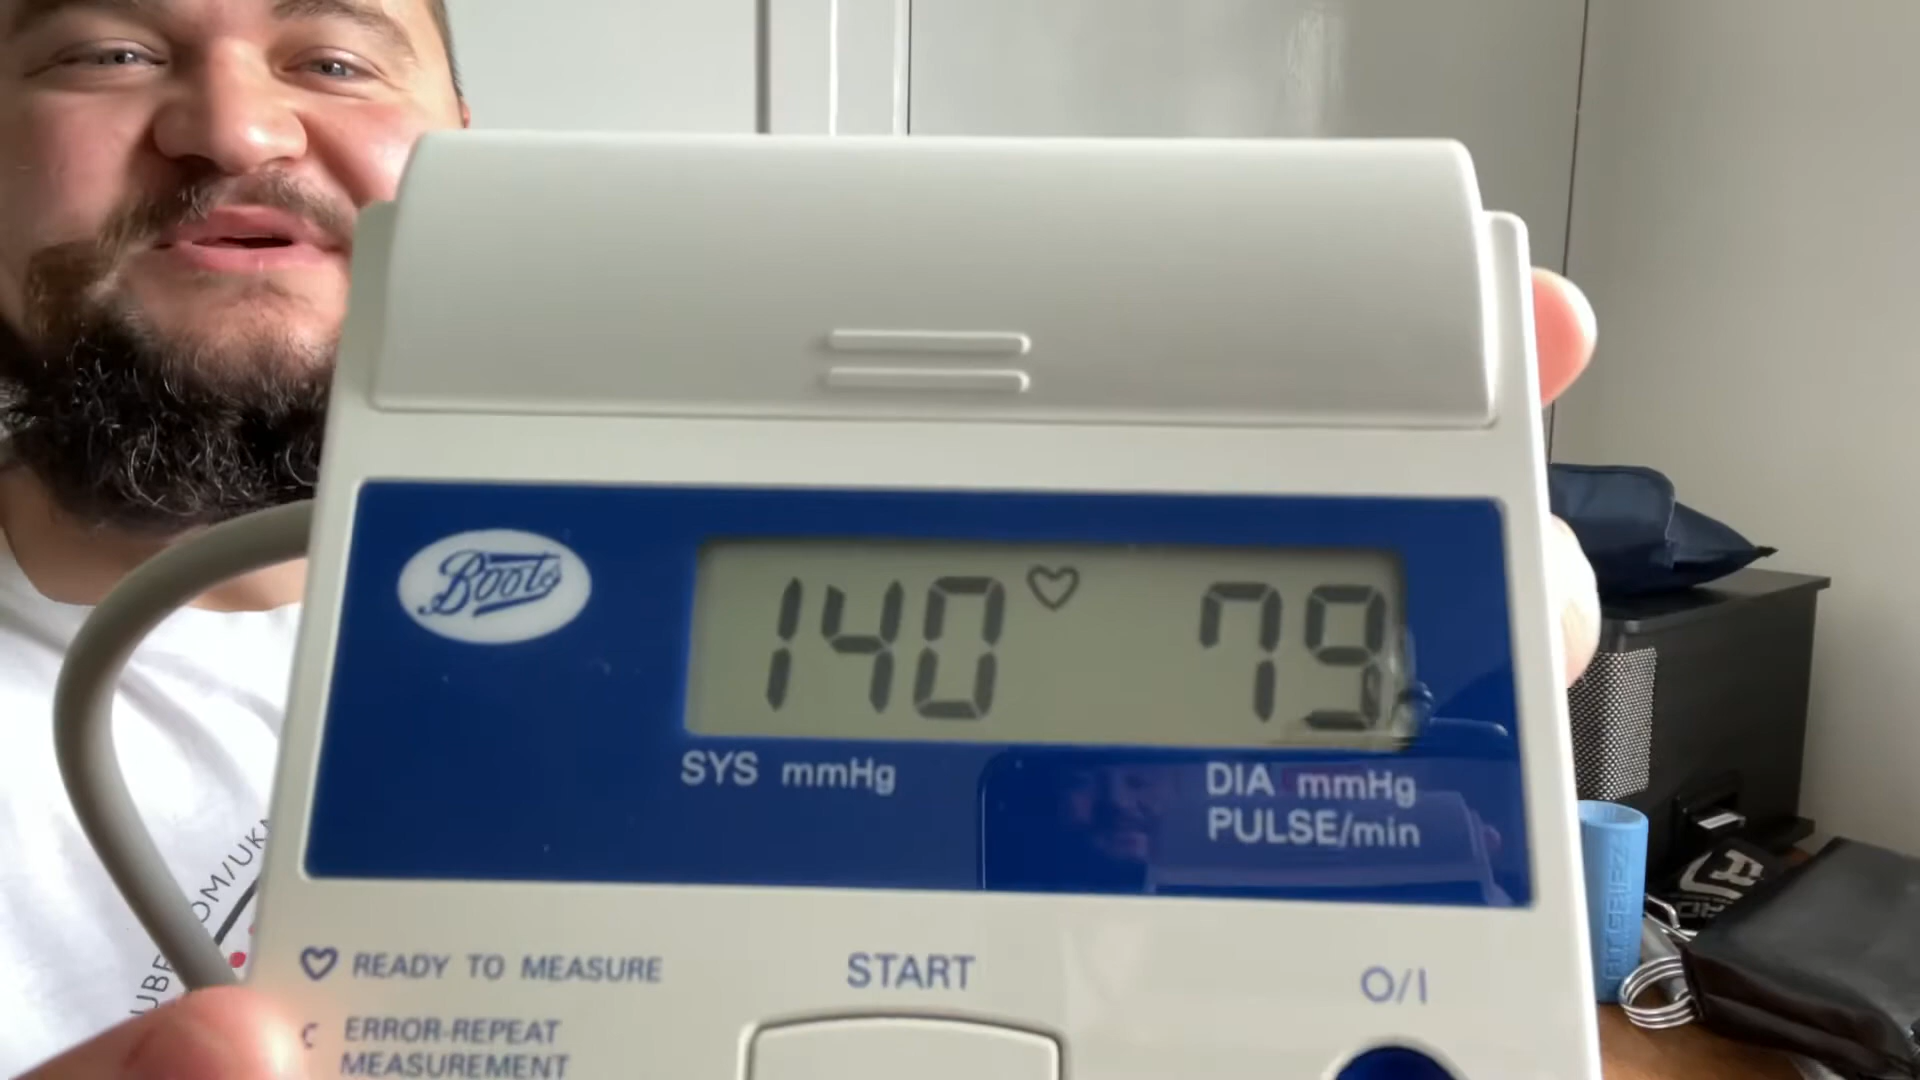 Boots
140 79
SYS mmHg
DIA mmHg
PULSE/min
READY TO MEASURE
START
O/I
ERROR-REPEAT
MEASUREMENT